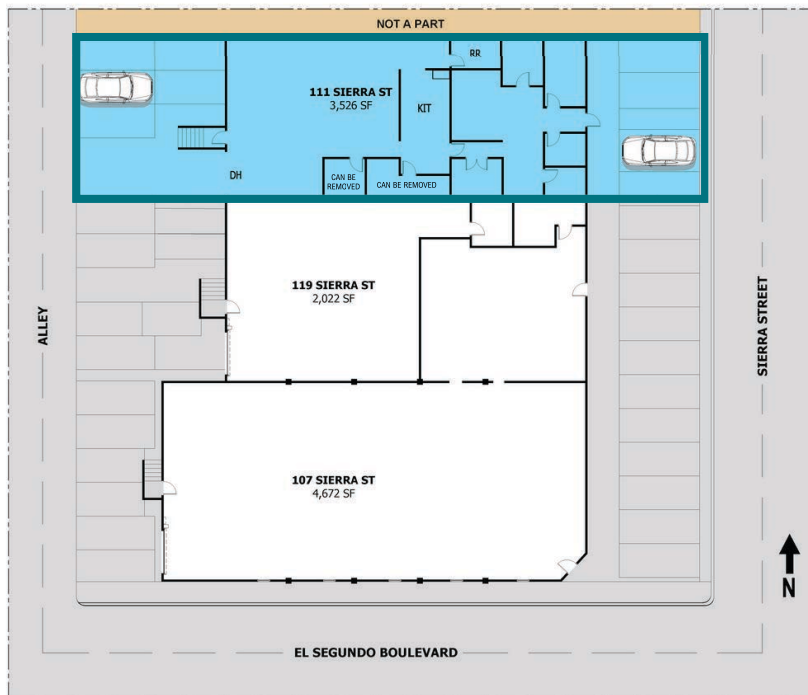 NOT A PART
RR
111 SIERRA ST
3,526 SF
KIT
DH
CAN BE
REMOVED
CAN BE REMOVED
119 SIERRA ST
2,022 SF
ALLEY
SIERRA STREET
107 SIERRA ST
4,672 SF
N
EL SEGUNDO BOULEVARD